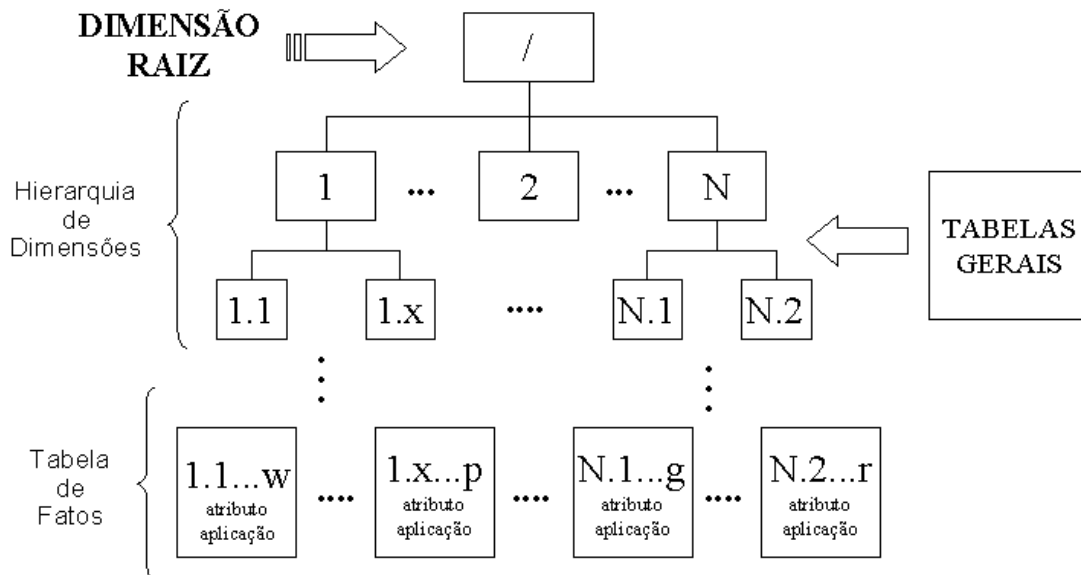 DIMENSÃO
RAIZ
/
Hierarquia
de
Dimensões
1
...
2
...
N
TABELAS
GERAIS
1.1
1.x
....
N.1
N.2
Tabela
de
Fatos
1.1...w
atributo
aplicação
....
1.x...p
atributo
aplicação
....
N.1...g
atributo
aplicação
....
N.2...r
atributo
aplicação